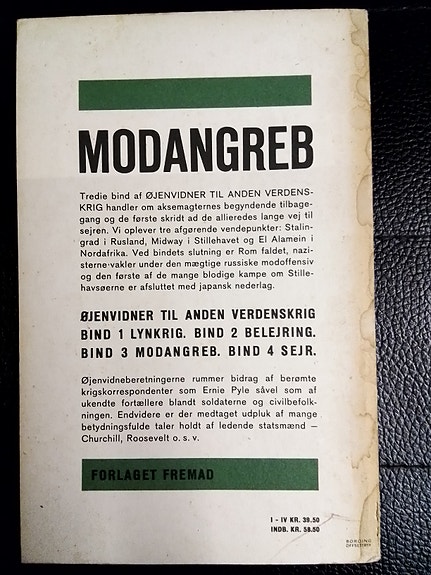 MODANGREB
Tredie bind af ØJENVIDNER TIL ANDEN VERDENS-
KRIG handler om aksemagternes begyndende tilbage-
gang og de første skridt ad de allieredes lange vej til
sejren. Vi oplever tre afgørende vendepunkter: Stalin-
grad i Rusland, Midway i Stillehavet og El Alamein i
Nordafrika. Ved bindets slutning er Rom faldet, nazi-
sterne vakler under den mægtige russiske modoffensiv
og den første af de mange blodige kampe om Stille-
havsøerne er afsluttet med japansk nederlag.
ØJENVIDNER TIL ANDEN VERDENSKRIG
BIND 1 LYNKRIG. BIND 2 BELEJRING.
BIND 3 MODANGREB. BIND 4 SEJR.
Øjenvidneberetningerne rummer bidrag af berømte
krigskorrespondenter som Ernie Pyle såvel som af
ukendte fortællere blandt soldaterne og civilbefolk-
ningen. Endvidere er der medtaget udpluk af mange
betydningsfulde taler holdt af ledende statsmænd —
Churchill, Roosevelt o. s. v.
FORLAGET FREMAD
I - IV KR. 39.50
INDB. KR. 58.50
BORDING